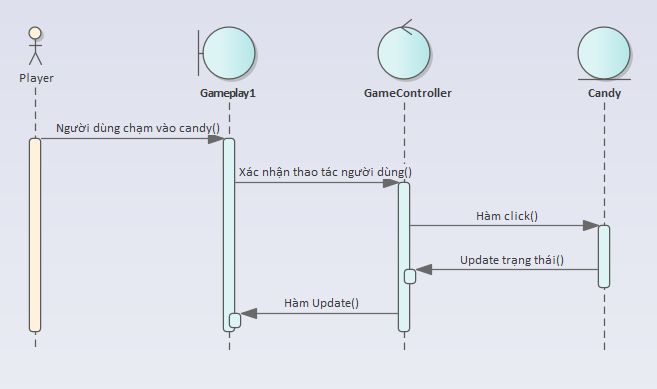 Player
Gameplay1
GameController
Candy
Người dùng chạm vào candy()
Xác nhận thao tác người dùng()
Hàm click()
Update trạng thái()
Hàm Update()